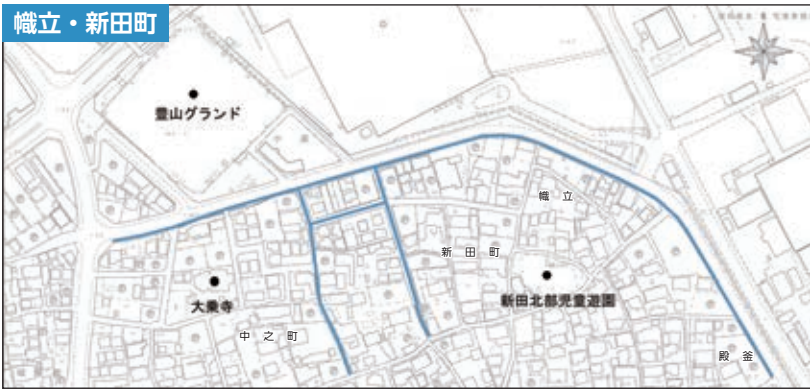 幟立・新田町
豊山グランド
幟立
新田町
新田北部児童遊園
大乗寺
中之町
殿釜